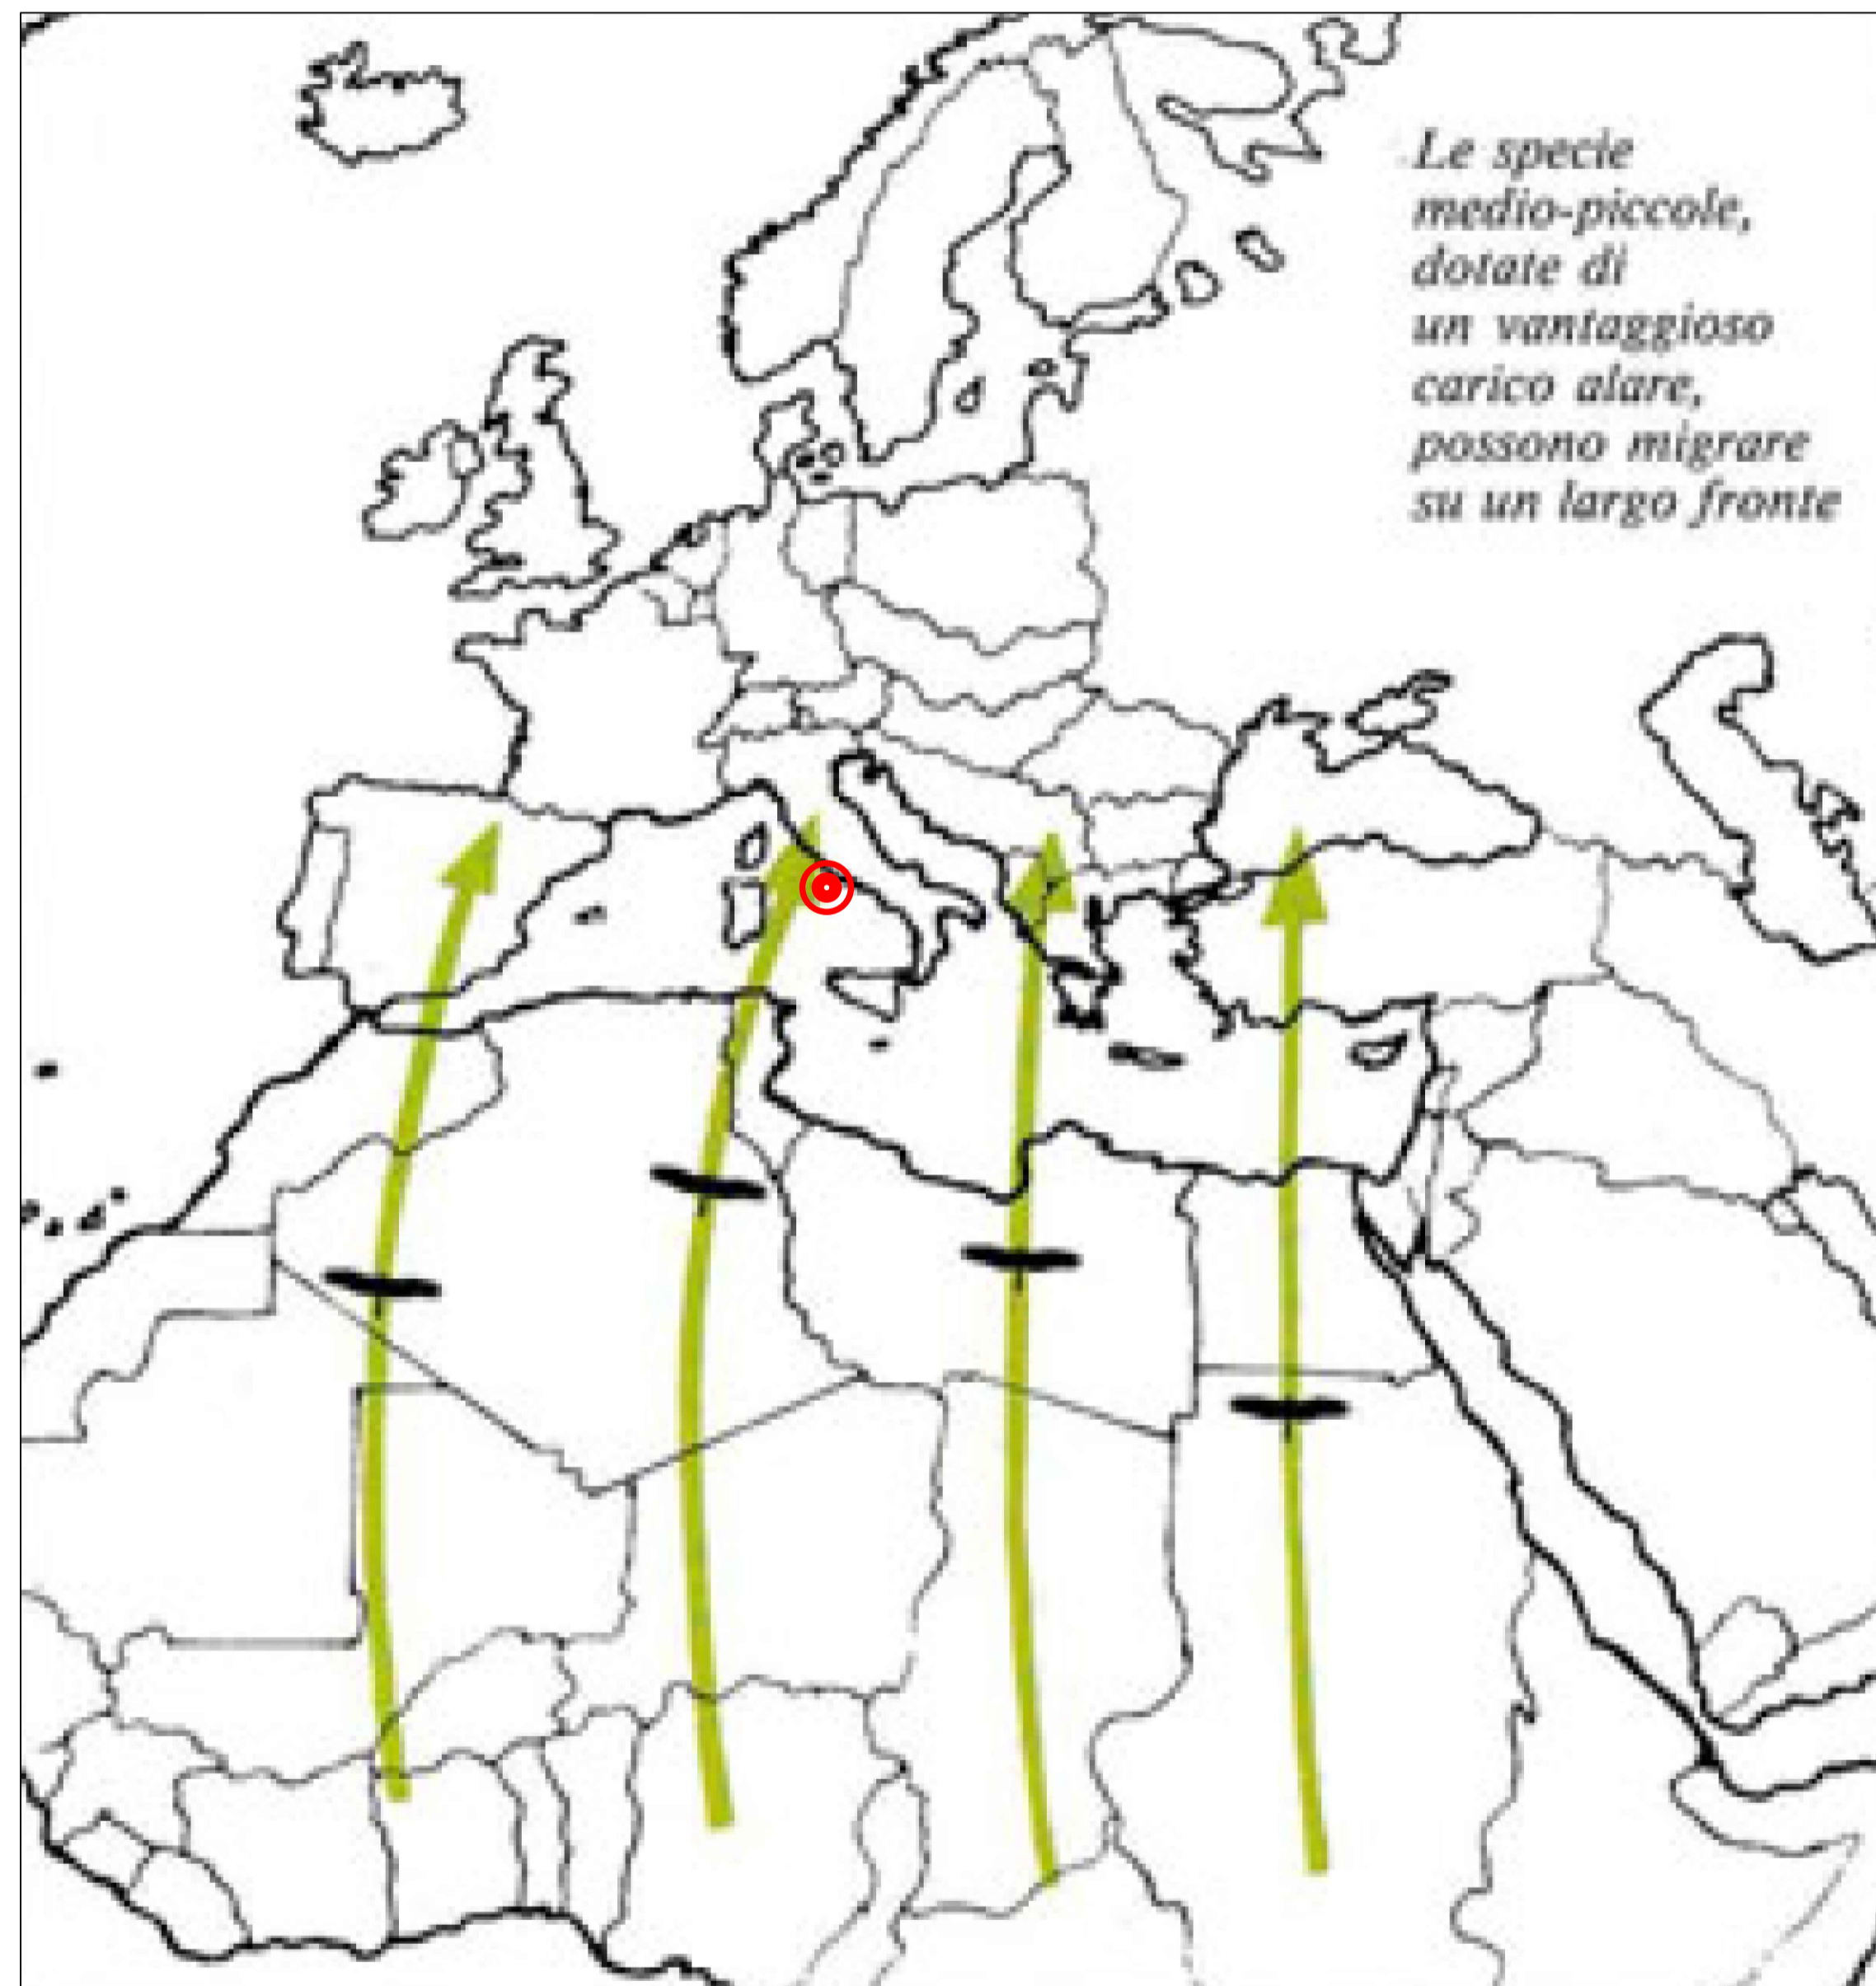 Le specie
medio-piccole,
dotate di
un vantaggioso
carico alare,
possono migrare
su un largo fronte